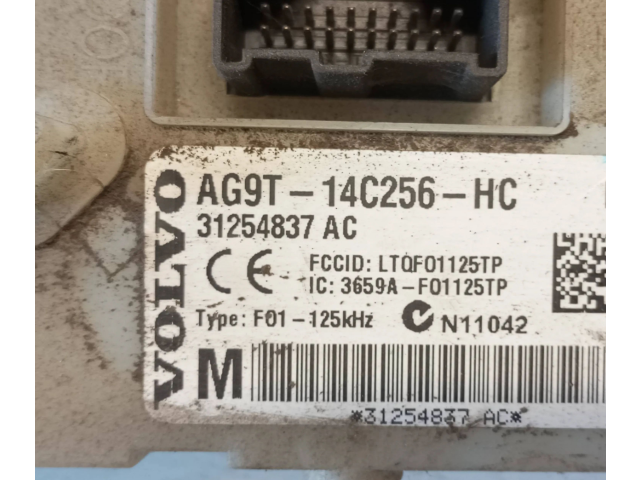 VOLVO
AG9T-14C256-HC
31254837 AC
CE
FCCID: LTQF01125TP
IC: 3659A-F01125TP
Type: F01-125kHz
N11042
M
*31254837 AC*